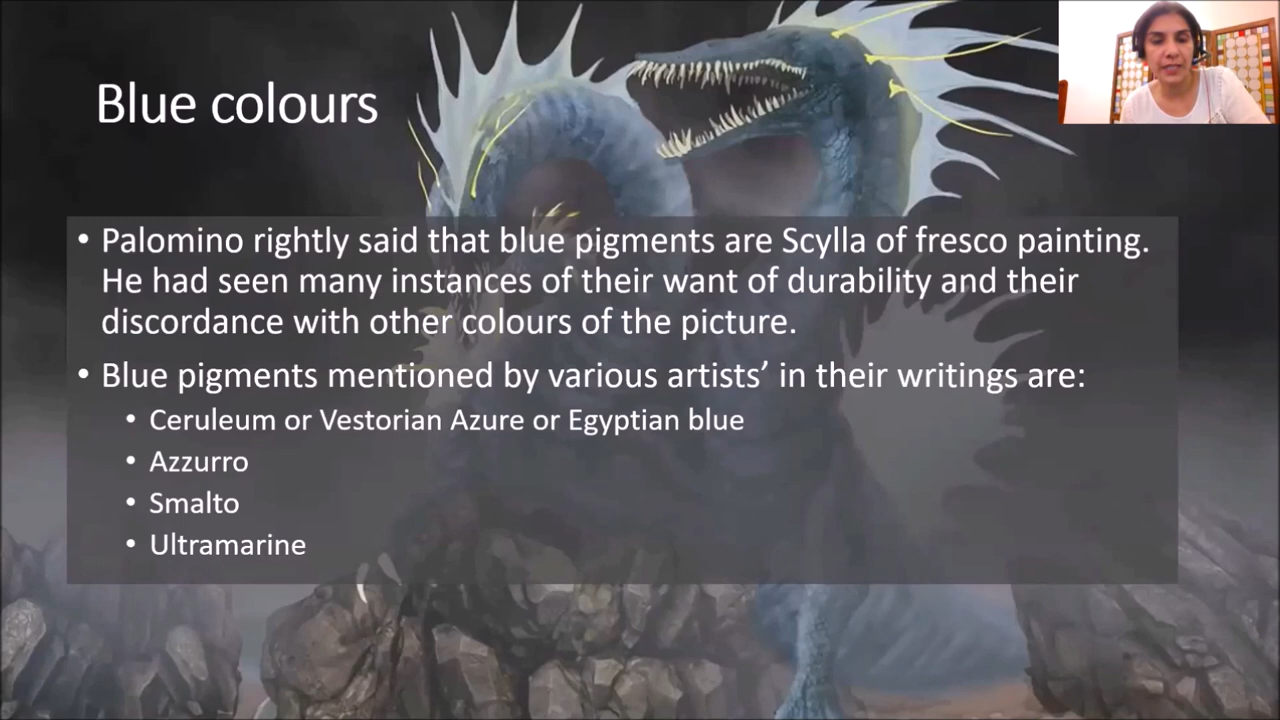 Blue colours
• Palomino rightly said that blue pigments are Scylla of fresco painting.
He had seen many instances of their want of durability and their
discordance with other colours of the picture.
• Blue pigments mentioned by various artists’ in their writings are:
• Ceruleum or Vestorian Azure or Egyptian blue
• Azzurro
• Smalto
• Ultramarine